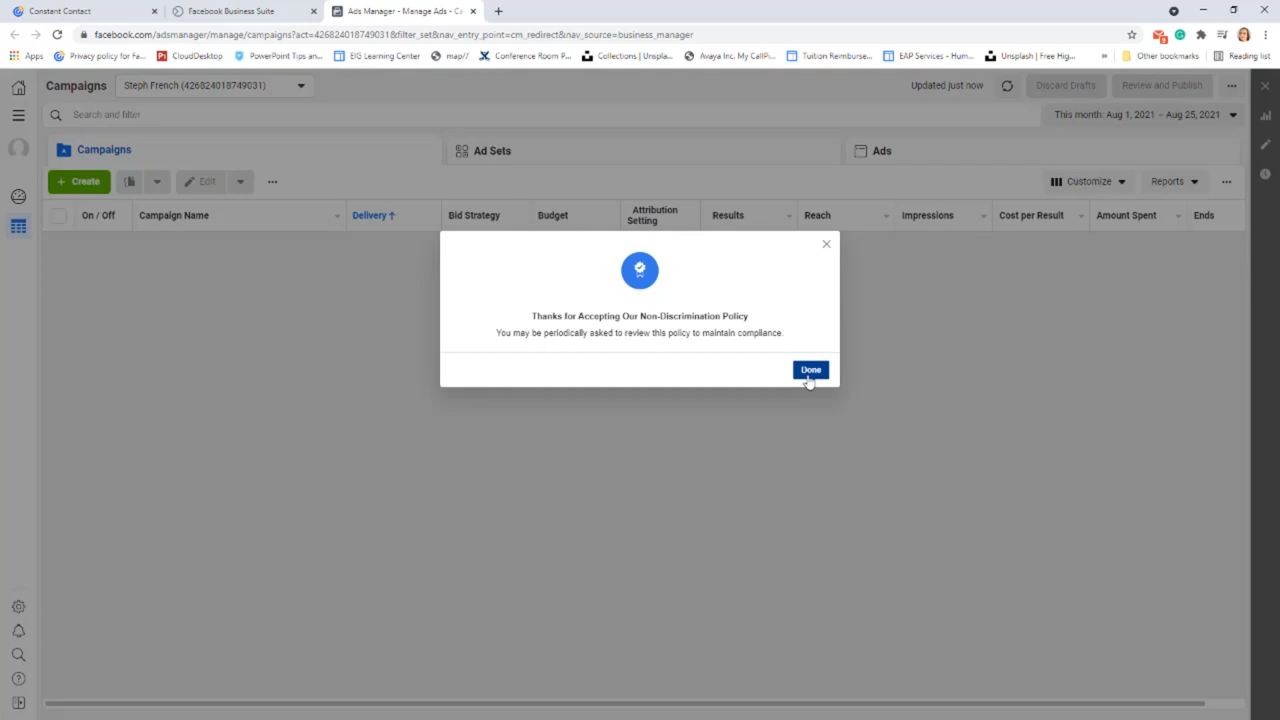 Constant Contact
Facebook Business Suite
Ads Manager - Manage Ads - Ca
facebook.com/adsmanager/manage/campaigns?act=426824018749031&filter_set&nav_entry_point=cm_redirect&nav_source=business_manager
Apps
Privacy policy for Fa...
CloudDesktop
PowerPoint Tips an...
EIG Learning Center
map//
Conference Room P...
Collections | Unspla...
Avaya Inc. My CallPi...
Tuition Reimburse...
EAP Services – Hum...
Unsplash | Free Hig...
»
Other bookmarks
Reading list
Campaigns
Steph French (426824018749031)
Updated just now
Discard Drafts
Review and Publish
Search and filter
This month: Aug 1, 2021 – Aug 25, 2021
Campaigns
Ad Sets
Ads
+ Create
Edit
Customize
Reports
On / Off
Campaign Name
Delivery ↑
Bid Strategy
Budget
Attribution
Setting
Results
Reach
Impressions
Cost per Result
Amount Spent
Ends
Thanks for Accepting Our Non-Discrimination Policy
You may be periodically asked to review this policy to maintain compliance.
Done